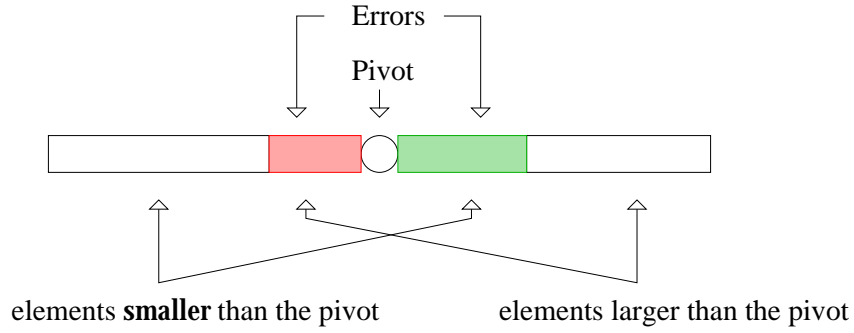 Errors
Pivot
elements smaller than the pivot
elements larger than the pivot